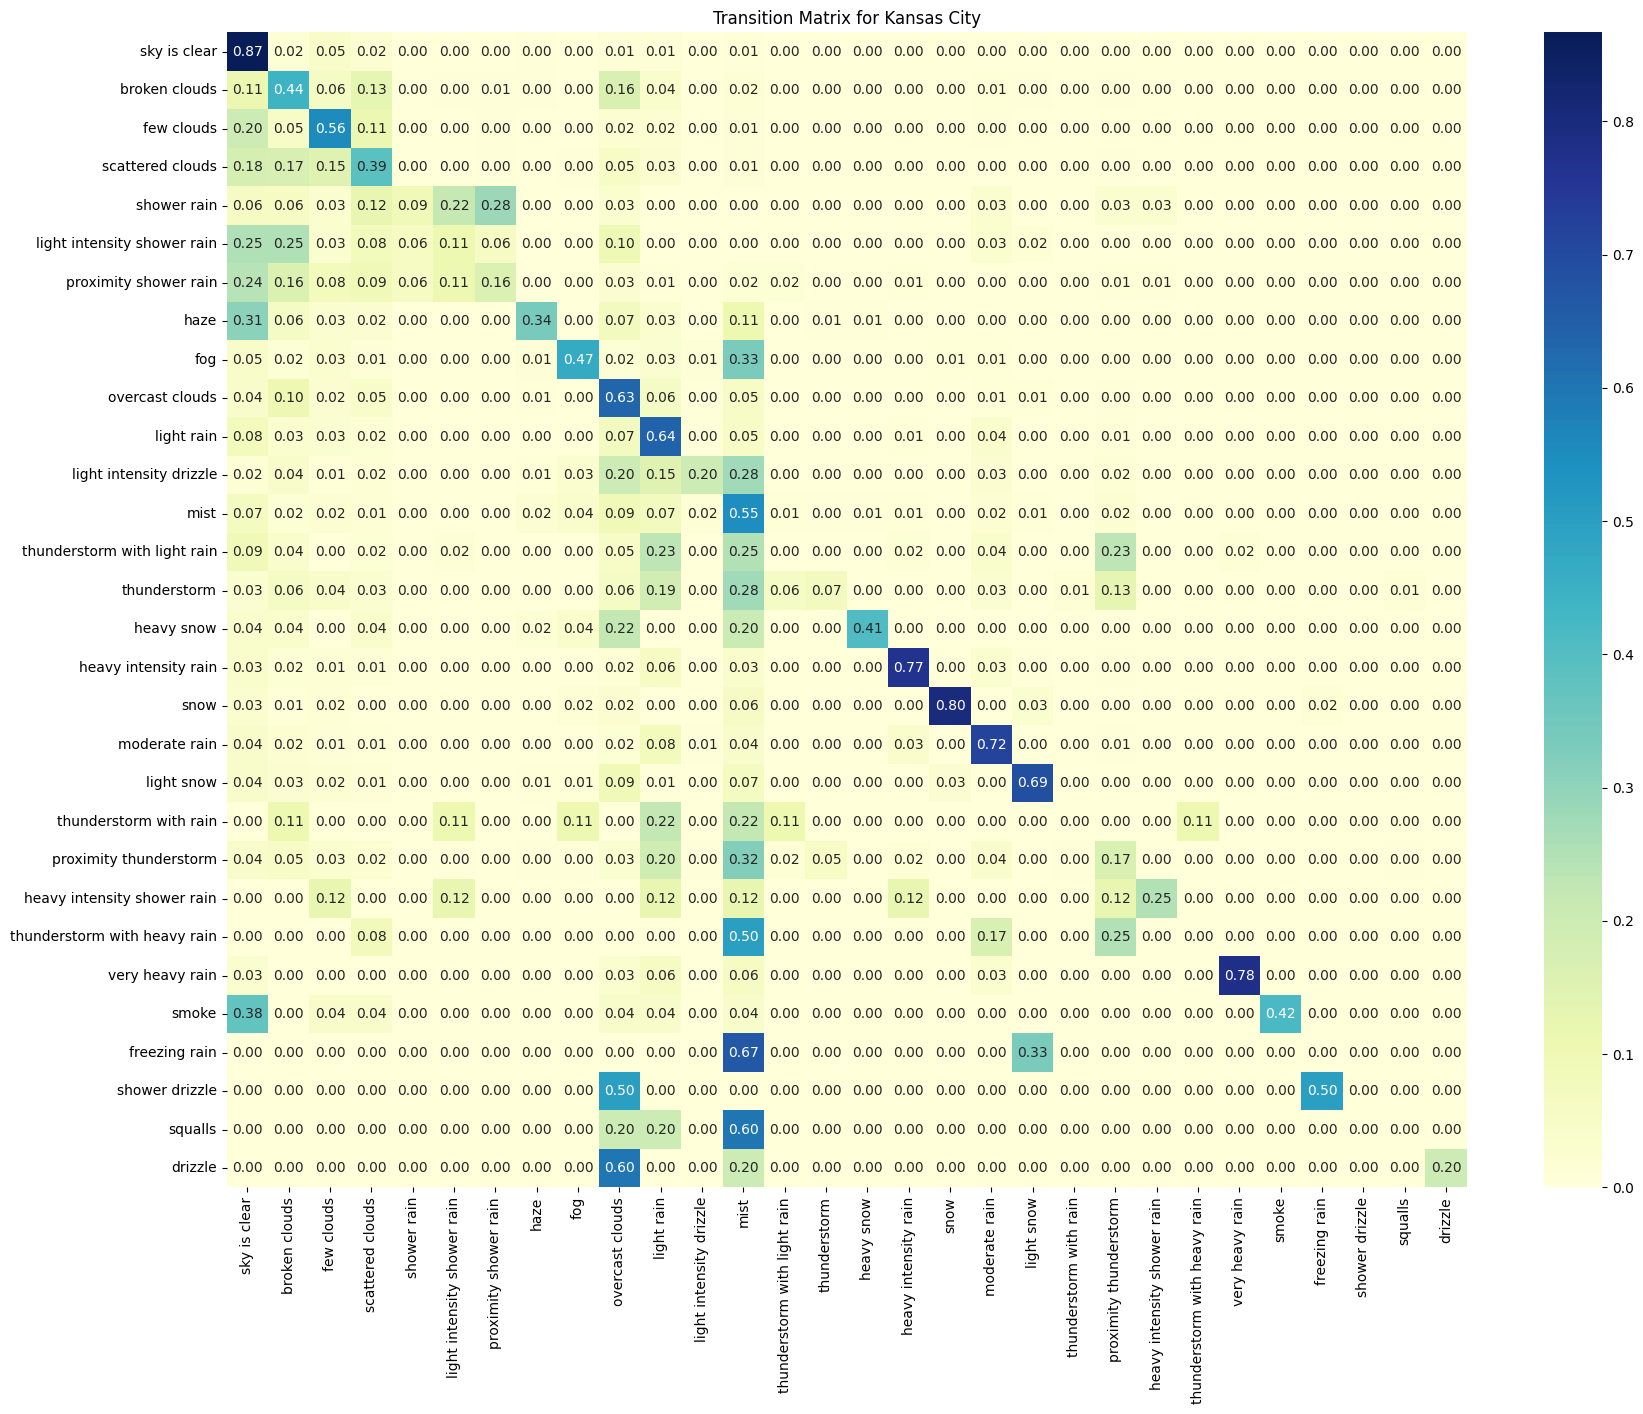 Transition Matrix for Kansas City
sky is clear 0.87 0.02 0.05 0.02 0.00 0.00 0.00 0.00 0.00 0.01 0.01 0.00 0.01 0.00 0.00 0.00 0.00 0.00 0.00 0.00 0.00 0.00 0.00 0.00 0.00 0.00 0.00 0.00 0.00 0.00
broken clouds 0.11 0.44 0.06 0.13 0.00 0.00 0.01 0.00 0.00 0.16 0.04 0.00 0.02 0.00 0.00 0.00 0.00 0.00 0.01 0.00 0.00 0.00 0.00 0.00 0.00 0.00 0.00 0.00 0.00 0.00
few clouds 0.20 0.05 0.56 0.11 0.00 0.00 0.00 0.00 0.00 0.02 0.02 0.00 0.01 0.00 0.00 0.00 0.00 0.00 0.00 0.00 0.00 0.00 0.00 0.00 0.00 0.00 0.00 0.00 0.00 0.00
scattered clouds 0.18 0.17 0.15 0.39 0.00 0.00 0.00 0.00 0.00 0.05 0.03 0.00 0.01 0.00 0.00 0.00 0.00 0.00 0.00 0.00 0.00 0.00 0.00 0.00 0.00 0.00 0.00 0.00 0.00 0.00
shower rain 0.06 0.06 0.03 0.12 0.09 0.22 0.28 0.00 0.00 0.03 0.00 0.00 0.00 0.00 0.00 0.00 0.00 0.00 0.03 0.00 0.00 0.03 0.03 0.00 0.00 0.00 0.00 0.00 0.00 0.00
light intensity shower rain 0.25 0.25 0.03 0.08 0.06 0.11 0.06 0.00 0.00 0.10 0.00 0.00 0.00 0.00 0.00 0.00 0.00 0.00 0.03 0.02 0.00 0.00 0.00 0.00 0.00 0.00 0.00 0.00 0.00 0.00
proximity shower rain 0.24 0.16 0.08 0.09 0.06 0.11 0.16 0.00 0.00 0.03 0.01 0.00 0.02 0.02 0.00 0.00 0.01 0.00 0.00 0.00 0.00 0.01 0.01 0.00 0.00 0.00 0.00 0.00 0.00 0.00
haze 0.31 0.06 0.03 0.02 0.00 0.00 0.00 0.34 0.00 0.07 0.03 0.00 0.11 0.00 0.01 0.01 0.00 0.00 0.00 0.00 0.00 0.00 0.00 0.00 0.00 0.00 0.00 0.00 0.00 0.00
fog 0.05 0.02 0.03 0.01 0.00 0.00 0.00 0.01 0.47 0.02 0.03 0.01 0.33 0.00 0.00 0.00 0.00 0.01 0.01 0.00 0.00 0.00 0.00 0.00 0.00 0.00 0.00 0.00 0.00 0.00
overcast clouds 0.04 0.10 0.02 0.05 0.00 0.00 0.00 0.01 0.00 0.63 0.06 0.00 0.05 0.00 0.00 0.00 0.00 0.00 0.01 0.01 0.00 0.00 0.00 0.00 0.00 0.00 0.00 0.00 0.00 0.00
light rain 0.08 0.03 0.03 0.02 0.00 0.00 0.00 0.00 0.00 0.07 0.64 0.00 0.05 0.00 0.00 0.00 0.01 0.00 0.04 0.00 0.00 0.01 0.00 0.00 0.00 0.00 0.00 0.00 0.00 0.00
light intensity drizzle 0.02 0.04 0.01 0.02 0.00 0.00 0.00 0.01 0.03 0.20 0.15 0.20 0.28 0.00 0.00 0.00 0.00 0.00 0.03 0.00 0.00 0.02 0.00 0.00 0.00 0.00 0.00 0.00 0.00 0.00
mist 0.07 0.02 0.02 0.01 0.00 0.00 0.00 0.02 0.04 0.09 0.07 0.02 0.55 0.01 0.00 0.01 0.01 0.00 0.02 0.01 0.00 0.02 0.00 0.00 0.00 0.00 0.00 0.00 0.00 0.00
thunderstorm with light rain 0.09 0.04 0.00 0.02 0.00 0.02 0.00 0.00 0.00 0.05 0.23 0.00 0.25 0.00 0.00 0.00 0.02 0.00 0.04 0.00 0.00 0.23 0.00 0.00 0.02 0.00 0.00 0.00 0.00 0.00
thunderstorm 0.03 0.06 0.04 0.03 0.00 0.00 0.00 0.00 0.00 0.06 0.19 0.00 0.28 0.06 0.07 0.00 0.00 0.00 0.03 0.00 0.01 0.13 0.00 0.00 0.00 0.00 0.00 0.00 0.01 0.00
heavy snow 0.04 0.04 0.00 0.04 0.00 0.00 0.00 0.02 0.04 0.22 0.00 0.00 0.20 0.00 0.00 0.41 0.00 0.00 0.00 0.00 0.00 0.00 0.00 0.00 0.00 0.00 0.00 0.00 0.00 0.00
heavy intensity rain 0.03 0.02 0.01 0.01 0.00 0.00 0.00 0.00 0.00 0.02 0.06 0.00 0.03 0.00 0.00 0.00 0.77 0.00 0.03 0.00 0.00 0.00 0.00 0.00 0.00 0.00 0.00 0.00 0.00 0.00
snow 0.03 0.01 0.02 0.00 0.00 0.00 0.00 0.00 0.02 0.02 0.00 0.00 0.06 0.00 0.00 0.00 0.00 0.80 0.00 0.03 0.00 0.00 0.00 0.00 0.00 0.00 0.02 0.00 0.00 0.00
moderate rain 0.04 0.02 0.01 0.01 0.00 0.00 0.00 0.00 0.00 0.02 0.08 0.01 0.04 0.00 0.00 0.00 0.03 0.00 0.72 0.00 0.00 0.01 0.00 0.00 0.00 0.00 0.00 0.00 0.00 0.00
light snow 0.04 0.03 0.02 0.01 0.00 0.00 0.00 0.01 0.01 0.09 0.01 0.00 0.07 0.00 0.00 0.00 0.00 0.03 0.00 0.69 0.00 0.00 0.00 0.00 0.00 0.00 0.00 0.00 0.00 0.00
thunderstorm with rain 0.00 0.11 0.00 0.00 0.00 0.11 0.00 0.00 0.11 0.00 0.22 0.00 0.22 0.11 0.00 0.00 0.00 0.00 0.00 0.00 0.00 0.00 0.00 0.11 0.00 0.00 0.00 0.00 0.00 0.00
proximity thunderstorm 0.04 0.05 0.03 0.02 0.00 0.00 0.00 0.00 0.00 0.03 0.20 0.00 0.32 0.02 0.05 0.00 0.02 0.00 0.04 0.00 0.00 0.17 0.00 0.00 0.00 0.00 0.00 0.00 0.00 0.00
heavy intensity shower rain 0.00 0.00 0.12 0.00 0.00 0.12 0.00 0.00 0.00 0.00 0.12 0.00 0.12 0.00 0.00 0.00 0.12 0.00 0.00 0.00 0.00 0.12 0.25 0.00 0.00 0.00 0.00 0.00 0.00 0.00
thunderstorm with heavy rain 0.00 0.00 0.00 0.08 0.00 0.00 0.00 0.00 0.00 0.00 0.00 0.00 0.50 0.00 0.00 0.00 0.00 0.00 0.17 0.00 0.00 0.25 0.00 0.00 0.00 0.00 0.00 0.00 0.00 0.00
very heavy rain 0.03 0.00 0.00 0.00 0.00 0.00 0.00 0.00 0.00 0.03 0.06 0.00 0.06 0.00 0.00 0.00 0.00 0.00 0.03 0.00 0.00 0.00 0.00 0.00 0.78 0.00 0.00 0.00 0.00 0.00
smoke 0.38 0.00 0.04 0.04 0.00 0.00 0.00 0.00 0.00 0.04 0.04 0.00 0.04 0.00 0.00 0.00 0.00 0.00 0.00 0.00 0.00 0.00 0.00 0.00 0.00 0.42 0.00 0.00 0.00 0.00
freezing rain 0.00 0.00 0.00 0.00 0.00 0.00 0.00 0.00 0.00 0.00 0.00 0.00 0.67 0.00 0.00 0.00 0.00 0.00 0.00 0.33 0.00 0.00 0.00 0.00 0.00 0.00 0.00 0.00 0.00 0.00
shower drizzle 0.00 0.00 0.00 0.00 0.00 0.00 0.00 0.00 0.00 0.50 0.00 0.00 0.00 0.00 0.00 0.00 0.00 0.00 0.00 0.00 0.00 0.00 0.00 0.00 0.00 0.00 0.50 0.00 0.00 0.00
squalls 0.00 0.00 0.00 0.00 0.00 0.00 0.00 0.00 0.00 0.20 0.20 0.00 0.60 0.00 0.00 0.00 0.00 0.00 0.00 0.00 0.00 0.00 0.00 0.00 0.00 0.00 0.00 0.00 0.00 0.00
drizzle 0.00 0.00 0.00 0.00 0.00 0.00 0.00 0.00 0.00 0.60 0.00 0.00 0.20 0.00 0.00 0.00 0.00 0.00 0.00 0.00 0.00 0.00 0.00 0.00 0.00 0.00 0.00 0.00 0.00 0.20
sky is clear
broken clouds
few clouds
scattered clouds
shower rain
light intensity shower rain
proximity shower rain
haze
fog
overcast clouds
light rain
light intensity drizzle
mist
thunderstorm with light rain
thunderstorm
heavy snow
heavy intensity rain
snow
moderate rain
light snow
thunderstorm with rain
proximity thunderstorm
heavy intensity shower rain
thunderstorm with heavy rain
very heavy rain
smoke
freezing rain
shower drizzle
squalls
drizzle
0.8
0.7
0.6
0.5
0.4
0.3
0.2
0.1
0.0